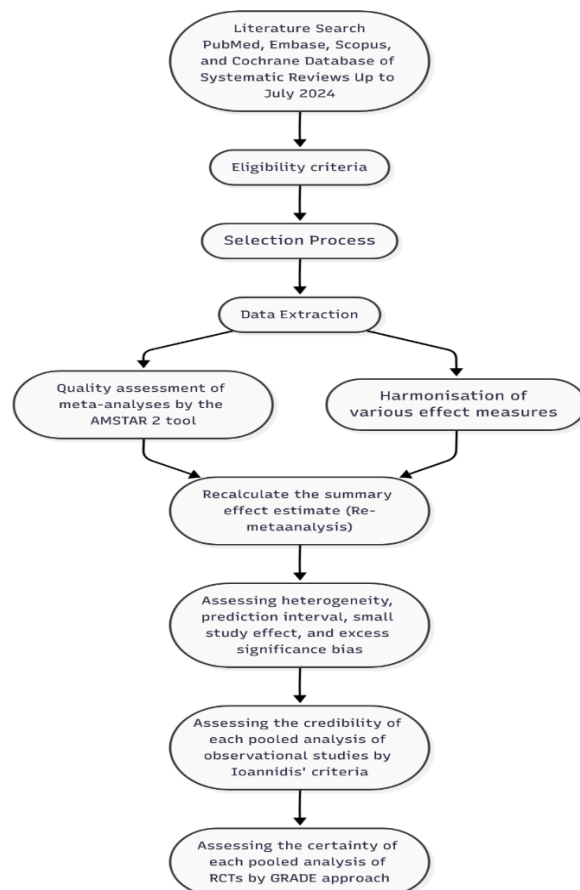 Literature Search
PubMed, Embase, Scopus,
and Cochrane Database of
Systematic Reviews Up to
July 2024
Eligibility criteria
Selection Process
Data Extraction
Quality assessment of
meta-analyses by the
AMSTAR 2 tool
Harmonisation of
various effect measures
Recalculate the summary
effect estimate (Re-
metaanalysis)
Assessing heterogeneity,
prediction interval, small
study effect, and excess
significance bias
Assessing the credibility of
each pooled analysis of
observational studies by
Ioannidis' criteria
Assessing the certainty of
each pooled analysis of
RCTs by GRADE approach